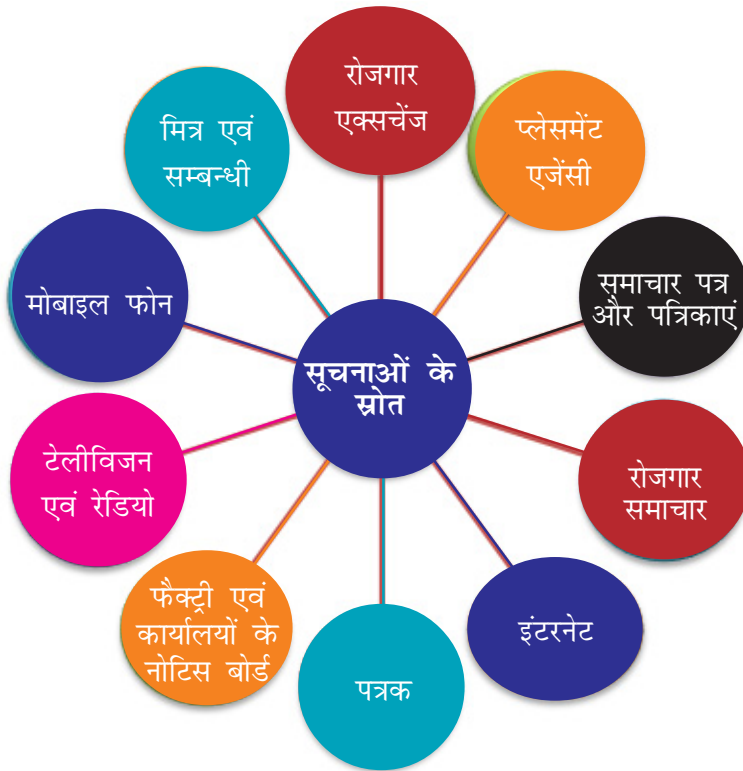 रोजगार
एक्सचेंज
प्लेसमेंट
एजेंसी
समाचार पत्र
और पत्रिकाएं
रोजगार
समाचार
इंटरनेट
पत्रक
फैक्ट्री एवं
कार्यालयों के
नोटिस बोर्ड
टेलीविजन
एवं रेडियो
मोबाइल फोन
मित्र एवं
सम्बन्धी
सूचनाओं के
स्रोत